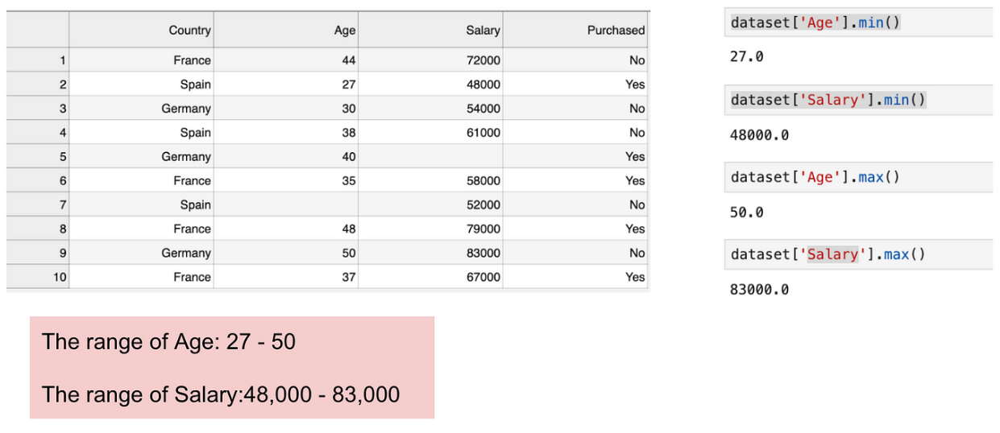 Country Age Salary Purchased
1 France 44 72000 No
2 Spain 27 48000 Yes
3 Germany 30 54000 No
4 Spain 38 61000 No
5 Germany 40 Yes
6 France 35 58000 Yes
7 Spain 52000 No
8 France 48 79000 Yes
9 Germany 50 83000 No
10 France 37 67000 Yes
dataset['Age'].min()
27.0
dataset['Salary'].min()
48000.0
dataset['Age'].max()
50.0
dataset['Salary'].max()
83000.0
The range of Age: 27 - 50
The range of Salary:48,000 - 83,000